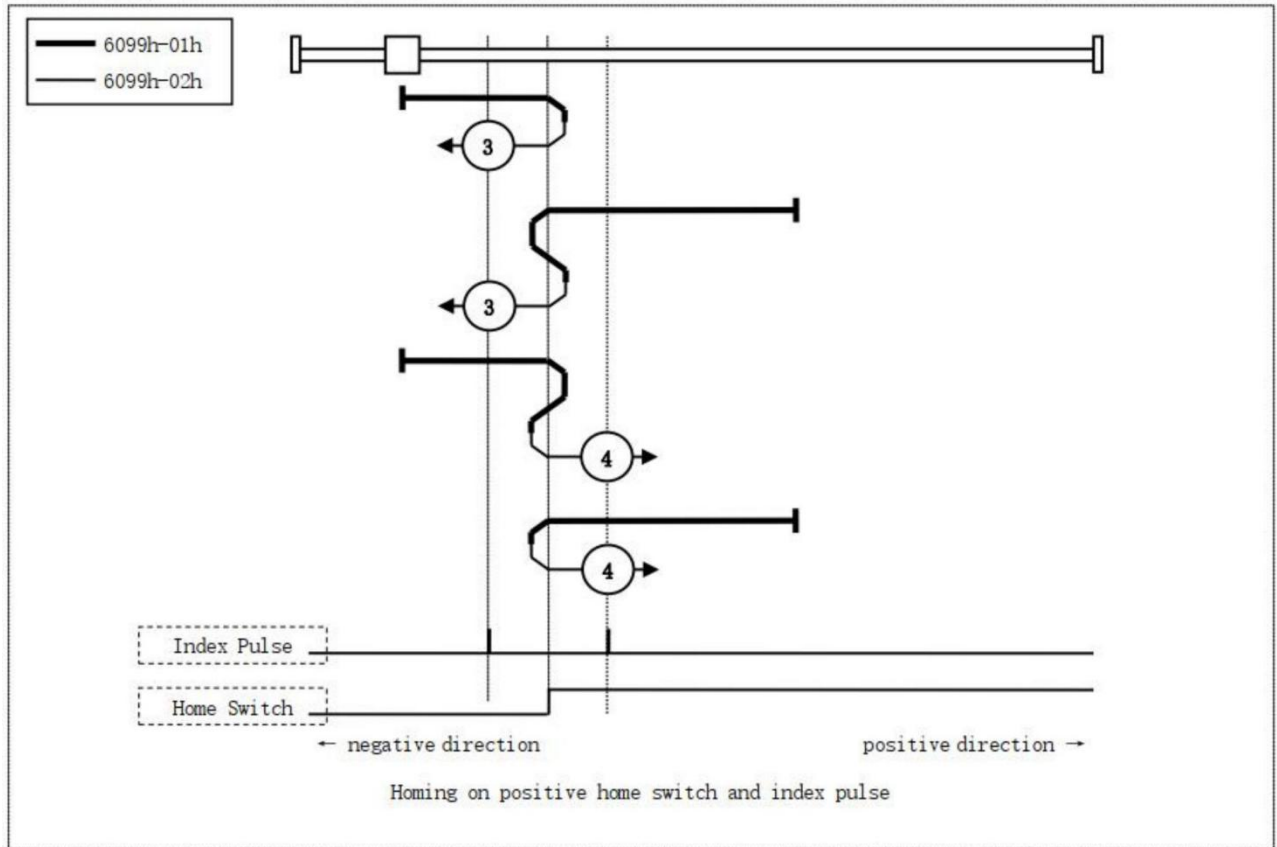 6099h-01h
6099h-02h
3
3
4
4
Index Pulse
Home Switch
← negative direction
positive direction →
Homing on positive home switch and index pulse